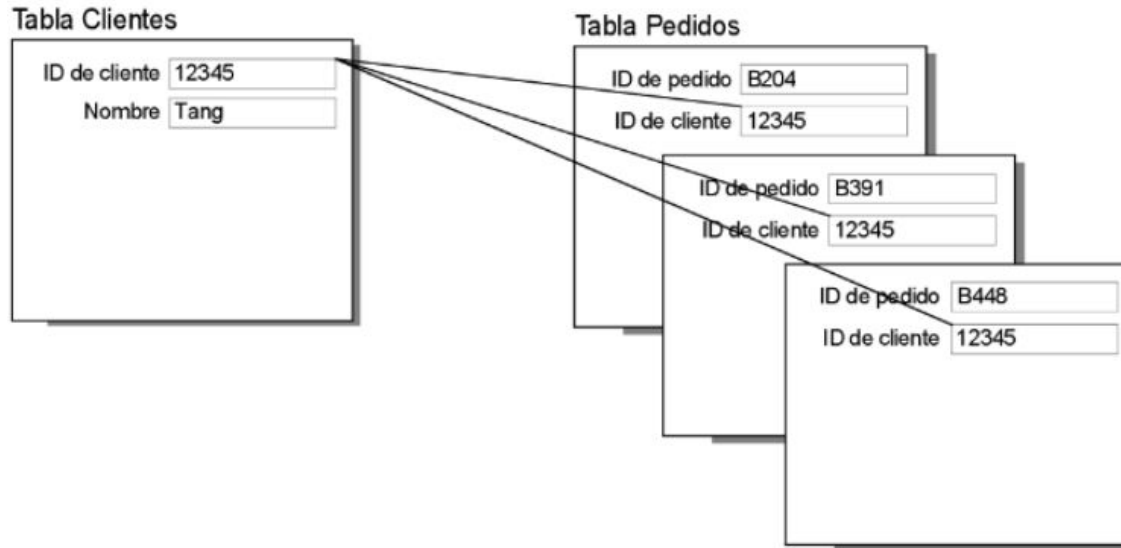 Tabla Clientes
ID de cliente 12345
Nombre Tang
Tabla Pedidos
ID de pedido B204
ID de cliente 12345
ID de pedido B391
ID de cliente 12345
ID de pedido B448
ID de cliente 12345